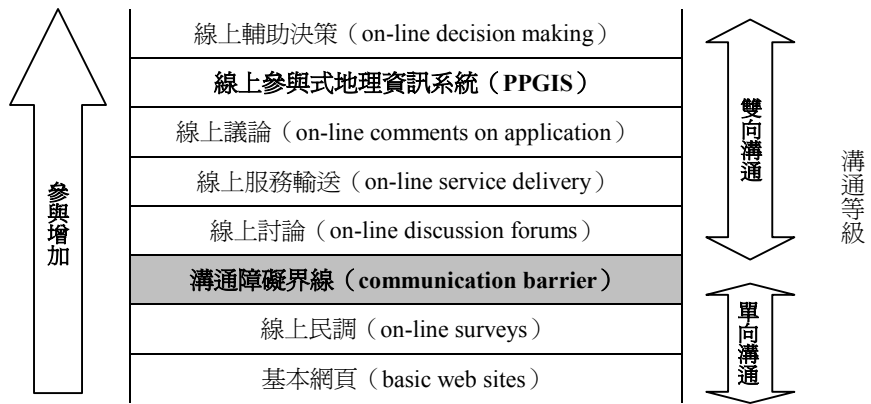 參與增加
線上輔助決策（on-line decision making）
線上參與式地理資訊系統（PPGIS）
線上議論（on-line comments on application）
線上服務輸送（on-line service delivery）
線上討論（on-line discussion forums）
溝通障礙界線（communication barrier）
線上民調（on-line surveys）
基本網頁（basic web sites）
雙向溝通
單向溝通
溝通等級